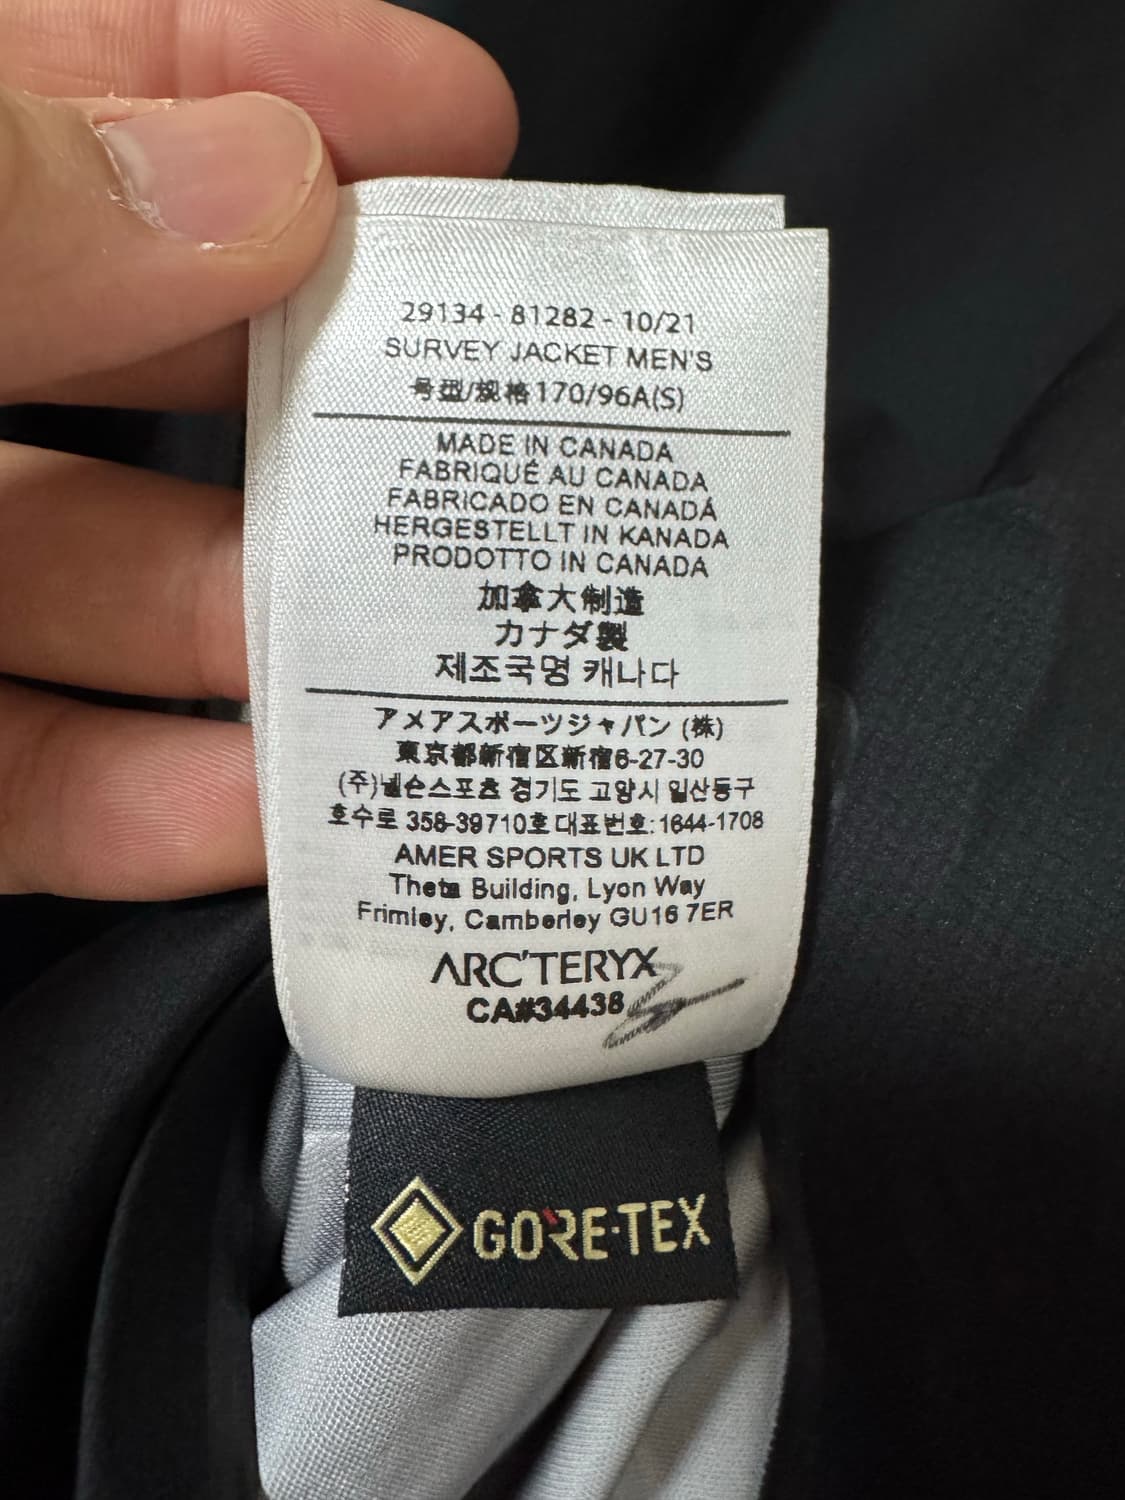 29134 - 81282 - 10/21
SURVEY JACKET MEN'S
号型/规格170/96A(S)
MADE IN CANADA
FABRIQUÉ AU CANADA
FABRICADO EN CANADÁ
HERGESTELLT IN KANADA
PRODOTTO IN CANADA
加拿大制造
カナダ製
제조국명 캐나다
アメアスポーツジャパン (株)
東京都新宿区新宿6-27-30
(주)넬슨스포츠 경기도 고양시 일산동구
호수로 358-39710호 대표번호: 1644-1708
AMER SPORTS UK LTD
Theta Building, Lyon Way
Frimley, Camberley GU16 7ER
ARC'TERYX
CA#34438
GORE-TEX